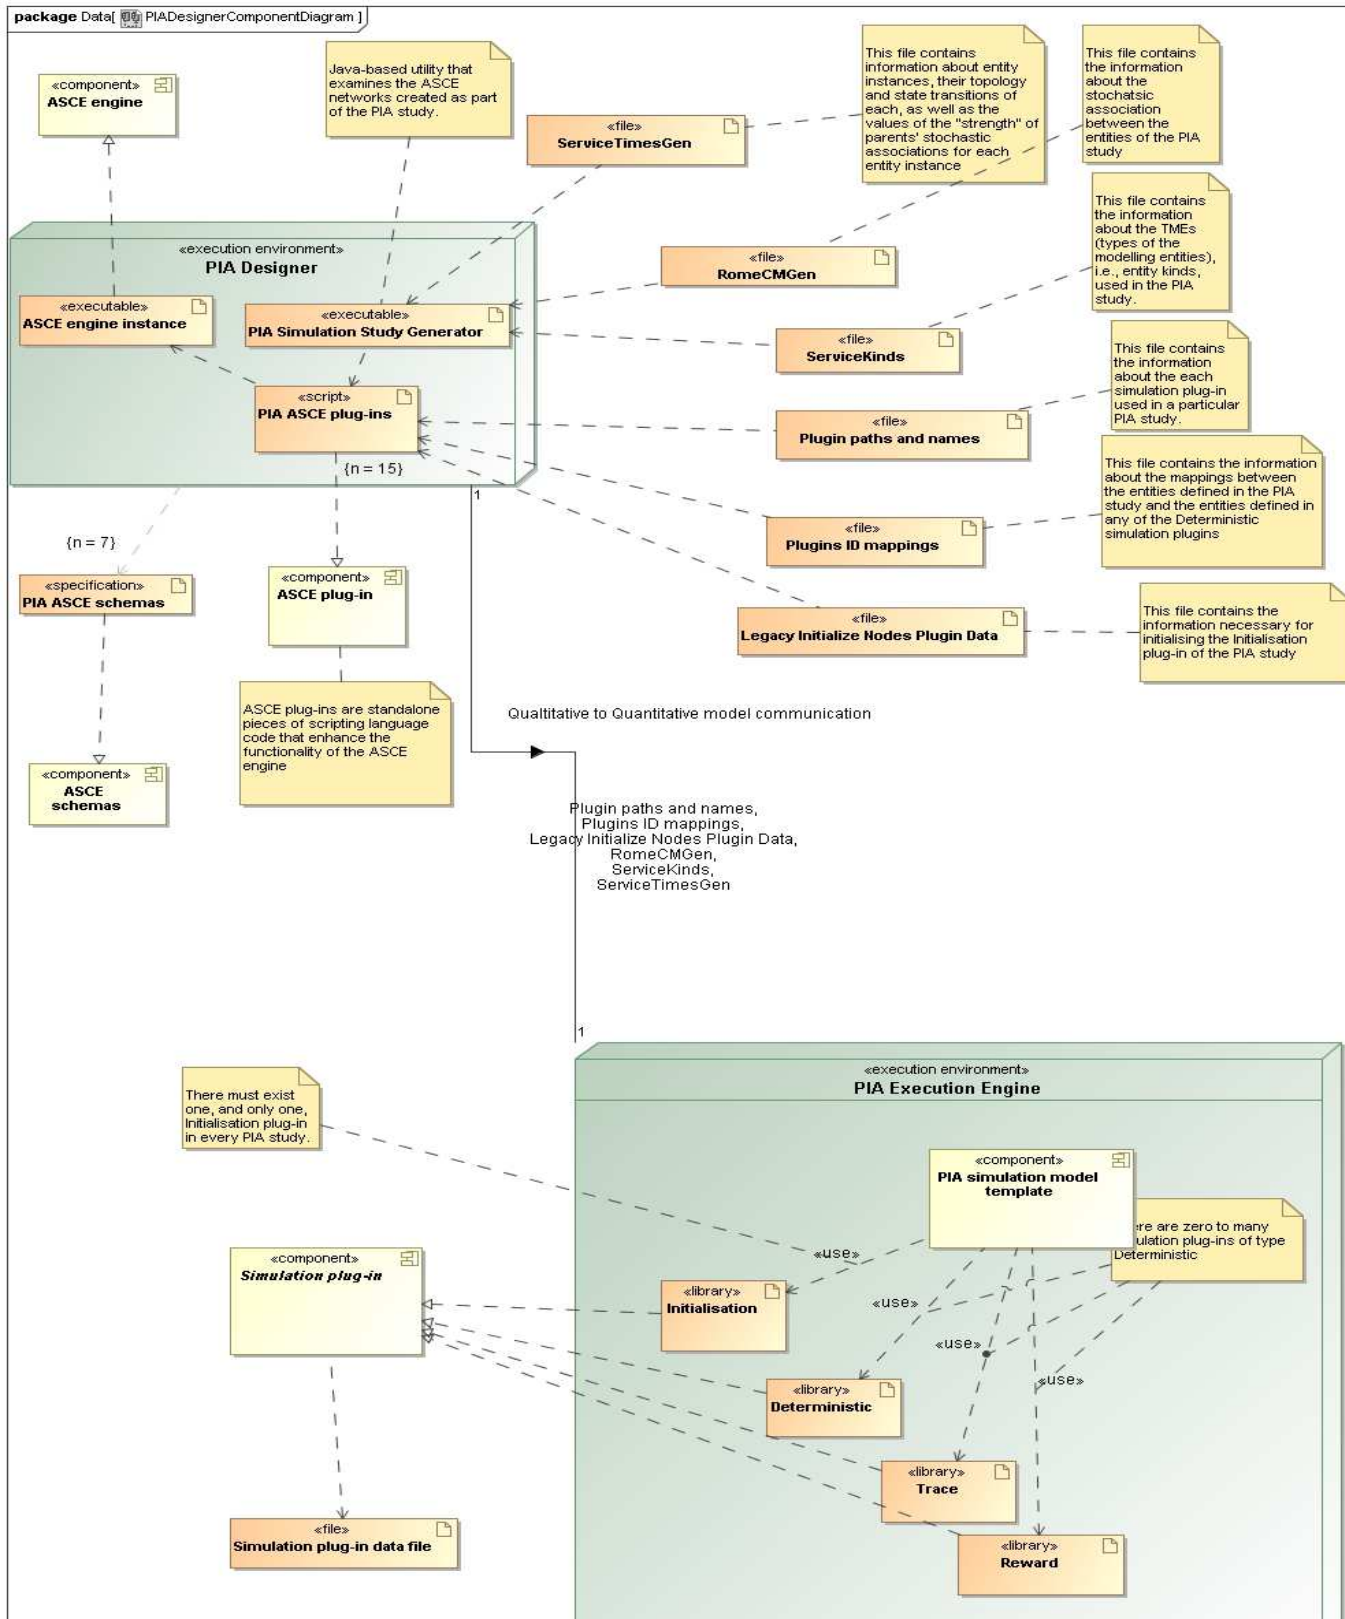 package Data[ PIADesignerComponentDiagram ]
«component»
ASCE engine
Java-based utility that
examines the ASCE
networks created as part
of the PIA study.
«file»
ServiceTimesGen
This file contains
information about entity
instances, their topology
and state transitions of
each, as well as the
values of the "strength" of
parents' stochastic
associations for each
entity instance
This file contains
the information
about the
stochatsic
association
between the
entities of the PIA
study
This file contains
the information
about the TMEs
(types of the
modelling entities),
i.e., entity kinds,
used in the PIA
study.
«execution environment»
PIA Designer
«file»
RomeCMGen
«executable»
ASCE engine instance
«executable»
PIA Simulation Study Generator
«file»
ServiceKinds
This file contains
the information
about the each
simulation plug-in
used in a particular
PIA study.
«script»
PIA ASCE plug-ins
«file»
Plugin paths and names
{n = 15}
This file contains the information
about the mappings between
the entities defined in the PIA
study and the entities defined in
any of the Deterministic
simulation plugins
1
{n = 7}
«file»
Plugins ID mappings
«specification»
PIA ASCE schemas
«component»
ASCE plug-in
«file»
Legacy Initialize Nodes Plugin Data
This file contains the
information necessary for
initialising the Initialisation
plug-in of the PIA study
ASCE plug-ins are standalone
pieces of scripting language
code that enhance the
functionality of the ASCE
engine
Qualtitative to Quantitative model communication
«component»
ASCE
schemas
Plugin paths and names,
Plugins ID mappings,
Legacy Initialize Nodes Plugin Data,
RomeCMGen,
ServiceKinds,
ServiceTimesGen
1
«execution environment»
PIA Execution Engine
There must exist
one, and only one,
Initialisation plug-in
in every PIA study.
«component»
PIA simulation model
template
are zero to many
plug-ins of type
Deterministic
«component»
Simulation plug-in
«use»
«library»
Initialisation
«use»
«use»
«use»
«library»
Deterministic
«library»
Trace
«file»
Simulation plug-in data file
«library»
Reward